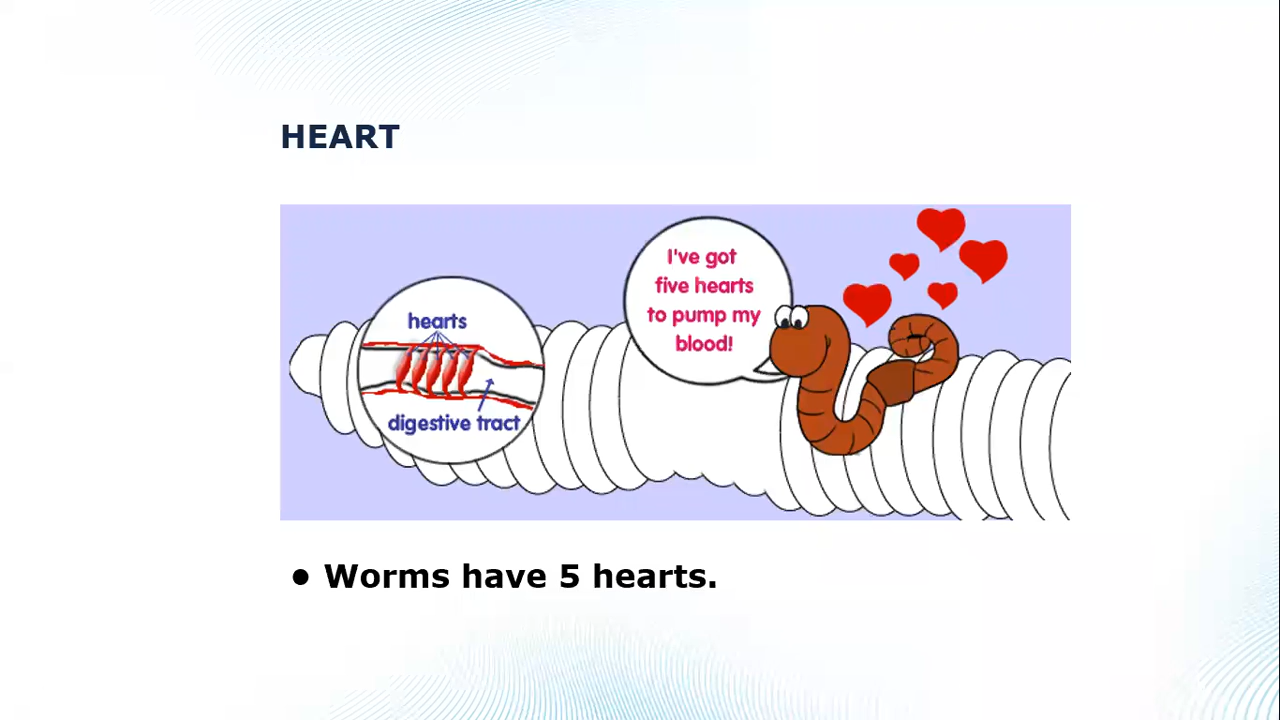 HEART
I've got
five hearts
to pump my
blood!
hearts
digestive tract
● Worms have 5 hearts.